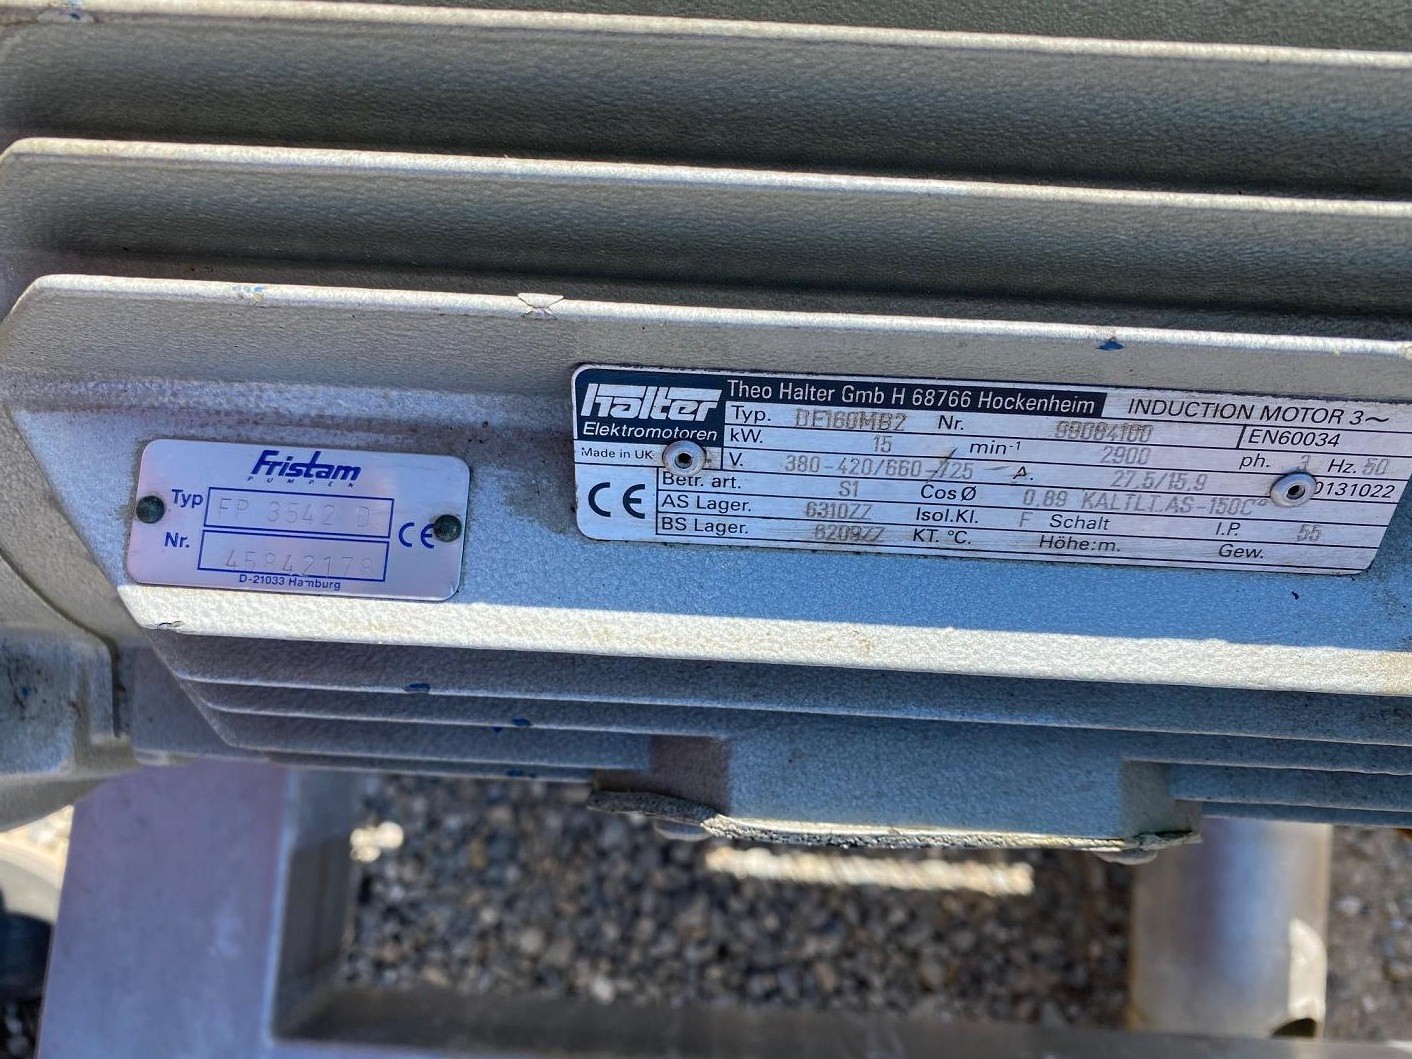 Fristam
PUMPEN
Typ FP 3542 D
Nr. 45842178
CE
D-21033 Hamburg
halter
Elektromotoren
Made in UK
CE
Theo Halter Gmb H 68766 Hockenheim INDUCTION MOTOR 3~
Typ. DF160MB2 Nr. 99084100 EN60034
kW. 15 min-1 2900 ph. 3 Hz. 50
V. 380-420/660-725 A. 27.5/15.9 0131022
Betr. art. S1 Cos Ø 0.89 KALTLT.AS-150C°
AS Lager. 6310ZZ Isol.Kl. F Schalt I.P. 55
BS Lager. 6209ZZ KT. °C. Höhe:m. Gew.